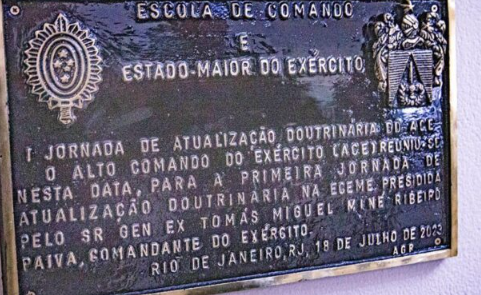 ESCOLA DE COMANDO
E
ESTADO-MAIOR DO EXÉRCITO
I JORNADA DE ATUALIZAÇÃO DOUTRINÁRIA DO ACE
O ALTO COMANDO DO EXÉRCITO (ACE) REUNIU-SE
NESTA DATA, PARA A PRIMEIRA JORNADA DE
ATUALIZAÇÃO DOUTRINÁRIA NA ECEME, PRESIDIDA
PELO SR GEN EX TOMÁS MIGUEL MINÉ RIBEIRO
PAIVA, COMANDANTE DO EXÉRCITO.
RIO DE JANEIRO, RJ, 18 DE JULHO DE 2023
AGP